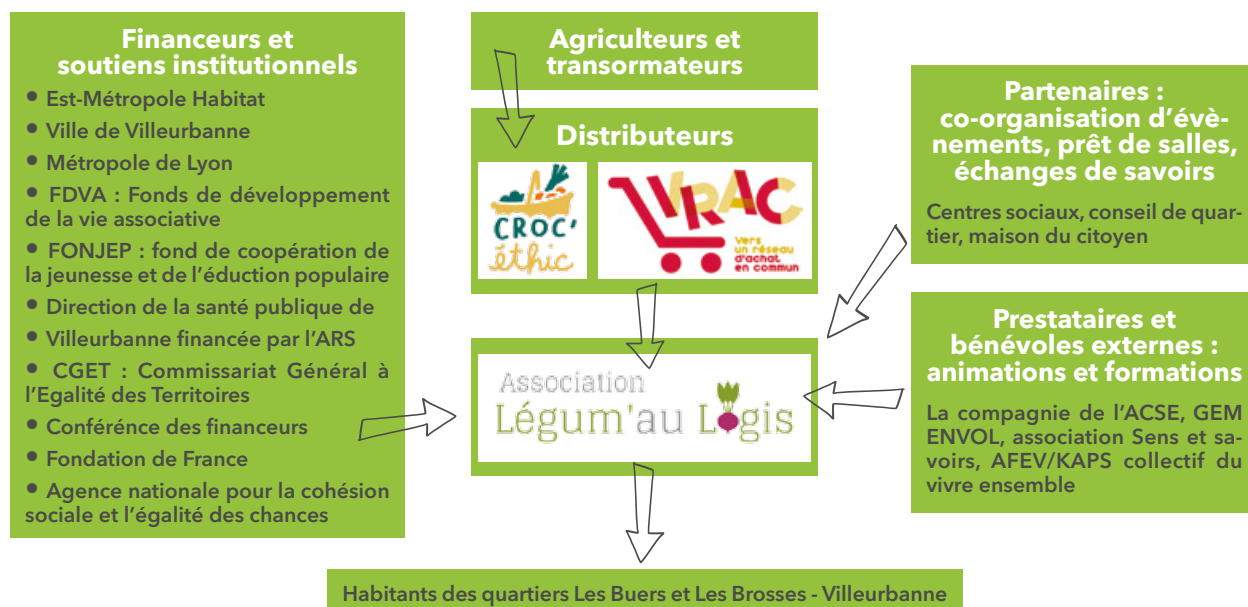 Financeurs et
soutiens institutionnels
• Est-Métropole Habitat
• Ville de Villeurbanne
• Métropole de Lyon
• FDVA : Fonds de développement
de la vie associative
• FONJEP : fond de coopération de
la jeunesse et de l'éduction populaire
• Direction de la santé publique de
• Villeurbanne financée par l'ARS
• CGET : Commissariat Général à
l'Egalité des Territoires
• Conférénce des financeurs
• Fondation de France
• Agence nationale pour la cohésion
sociale et l'égalité des chances
Agriculteurs et
transormateurs
Distributeurs
CROC'
éthic
VRAC
Vers
un réseau
d'achat
en commun
Association
Légum'au Logis
Partenaires :
co-organisation d'évè-
nements, prêt de salles,
échanges de savoirs
Centres sociaux, conseil de quar-
tier, maison du citoyen
Prestataires et
bénévoles externes :
animations et formations
La compagnie de l'ACSE, GEM
ENVOL, association Sens et sa-
voirs, AFEV/KAPS collectif du
vivre ensemble
Habitants des quartiers Les Buers et Les Brosses - Villeurbanne